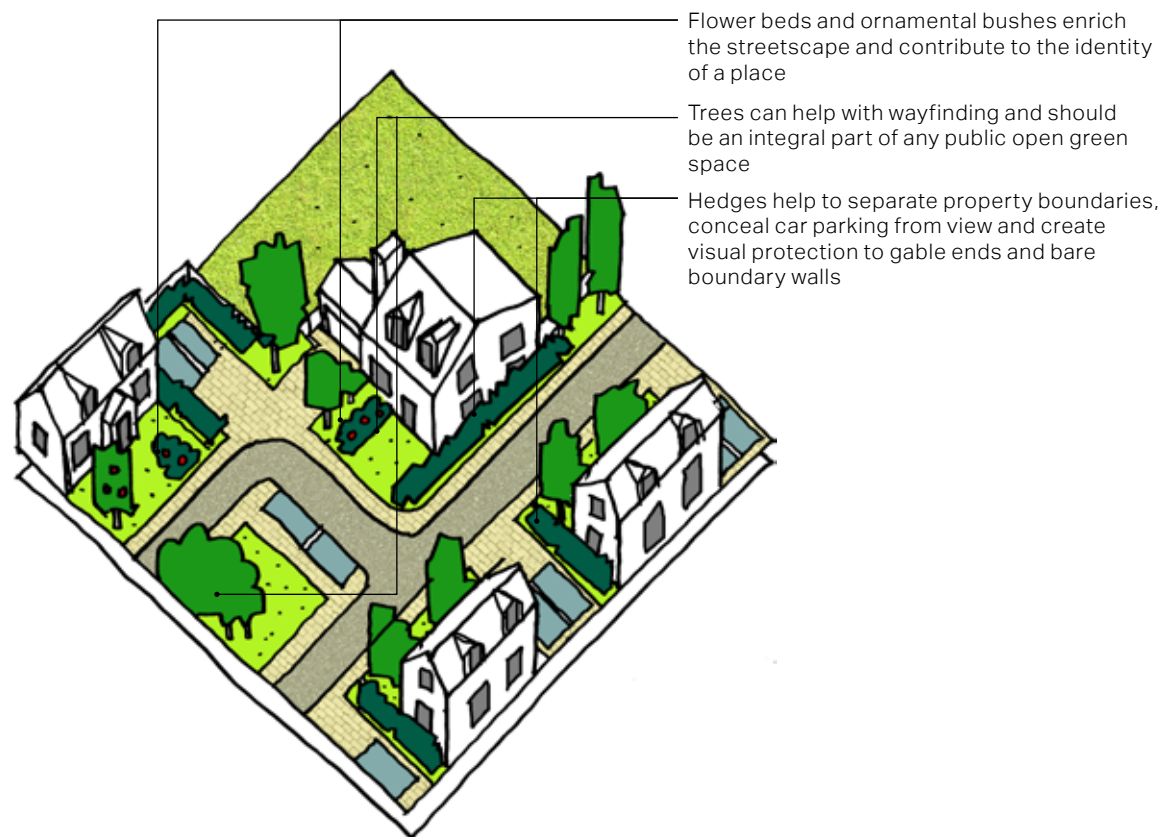 Flower beds and ornamental bushes enrich
the streetscape and contribute to the identity
of a place
Trees can help with wayfinding and should
be an integral part of any public open green
space
Hedges help to separate property boundaries,
conceal car parking from view and create
visual protection to gable ends and bare
boundary walls